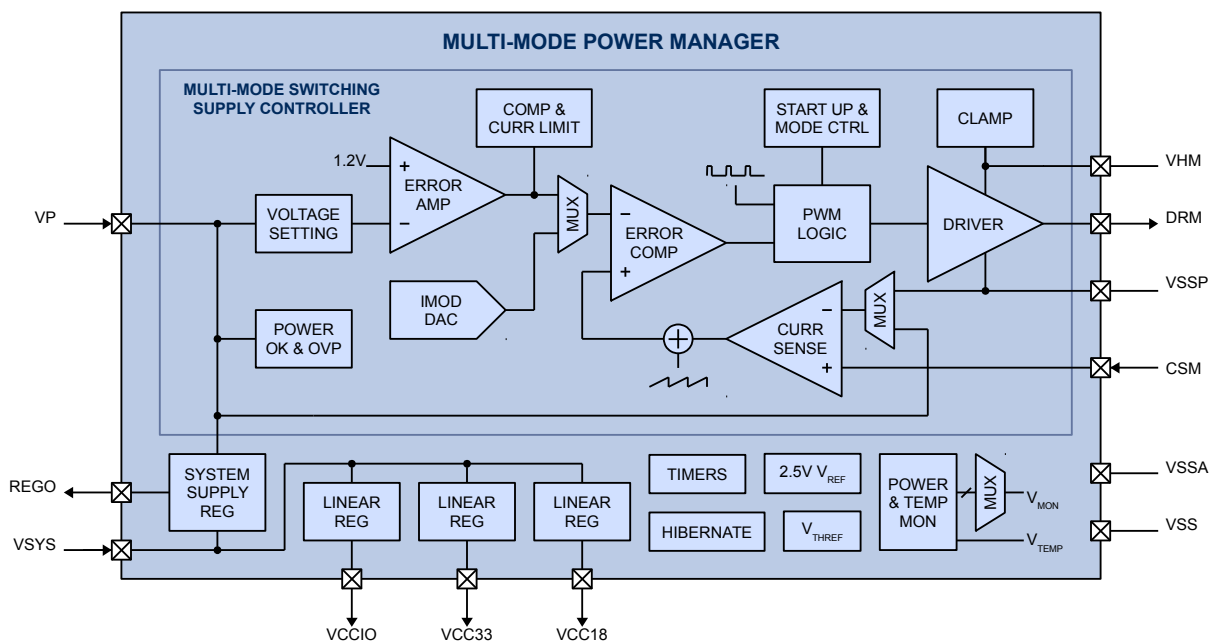 MULTI-MODE POWER MANAGER
MULTI-MODE SWITCHING
SUPPLY CONTROLLER
COMP &
CURR LIMIT
START UP &
MODE CTRL
CLAMP
1.2V
+
ERROR
AMP
−
MUX
VHM
VP
VOLTAGE
SETTING
−
ERROR
COMP
+
PWM
LOGIC
DRIVER
DRM
IMOD
DAC
MUX
VSSP
POWER
OK & OVP
−
CURR
SENSE
+
CSM
SYSTEM
SUPPLY
REG
REGO
VSYS
LINEAR
REG
LINEAR
REG
LINEAR
REG
TIMERS
2.5V VREF
HIBERNATE
VTHREF
POWER
& TEMP
MON
MUX
VMON
VTEMP
VSSA
VSS
VCCIO
VCC33
VCC18